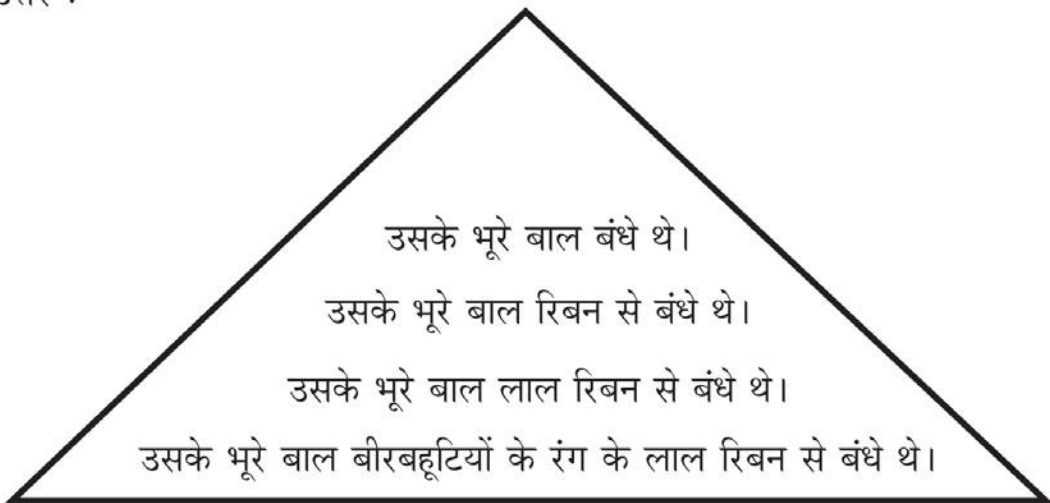 उसके भूरे बाल बंधे थे।
उसके भूरे बाल रिबन से बंधे थे।
उसके भूरे बाल लाल रिबन से बंधे थे।
उसके भूरे बाल बीरबहूटियों के रंग के लाल रिबन से बंधे थे।